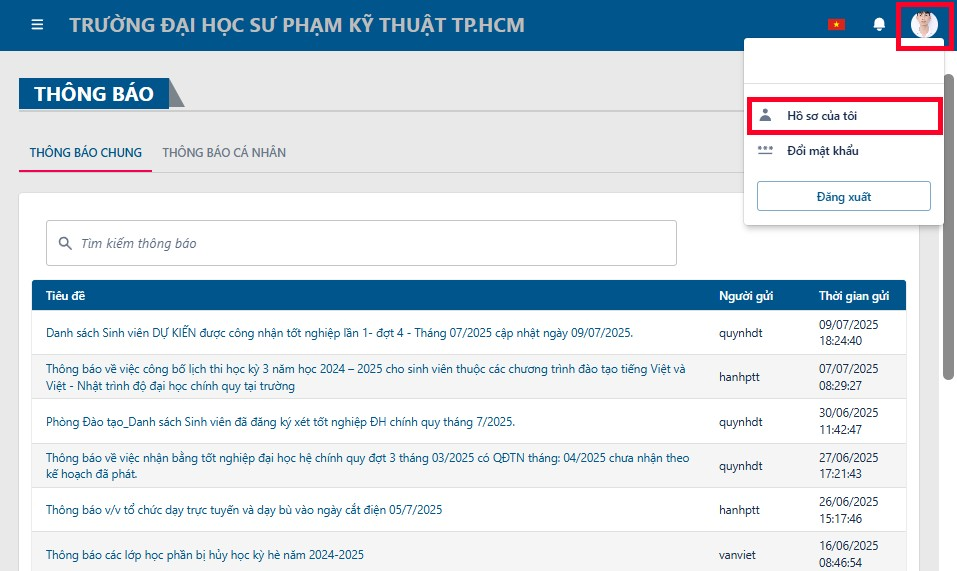 TRƯỜNG ĐẠI HỌC SƯ PHẠM KỸ THUẬT TP.HCM
THÔNG BÁO
Hồ sơ của tôi
Đổi mật khẩu
Đăng xuất
THÔNG BÁO CHUNG
THÔNG BÁO CÁ NHÂN
Tìm kiếm thông báo
Tiêu đề Người gửi Thời gian gửi
Danh sách Sinh viên DỰ KIẾN được công nhận tốt nghiệp lần 1- đợt 4 - Tháng 07/2025 cập nhật ngày 09/07/2025.
quynhdt
09/07/2025
18:24:40
Thông báo về việc công bố lịch thi học kỳ 3 năm học 2024 – 2025 cho sinh viên thuộc các chương trình đào tạo tiếng Việt và
Việt - Nhật trình độ đại học chính quy tại trường
hanhptt
07/07/2025
08:29:27
Phòng Đào tạo_Danh sách Sinh viên đã đăng ký xét tốt nghiệp ĐH chính quy tháng 7/2025.
quynhdt
30/06/2025
11:42:47
Thông báo về việc nhận bằng tốt nghiệp đại học hệ chính quy đợt 3 tháng 03/2025 có QĐTN tháng: 04/2025 chưa nhận theo
kế hoạch đã phát.
quynhdt
27/06/2025
17:21:43
Thông báo v/v tổ chức dạy trực tuyến và dạy bù vào ngày cắt điện 05/7/2025
hanhptt
26/06/2025
15:17:46
Thông báo các lớp học phần bị hủy học kỳ hè năm 2024-2025
vanviet
16/06/2025
08:46:54